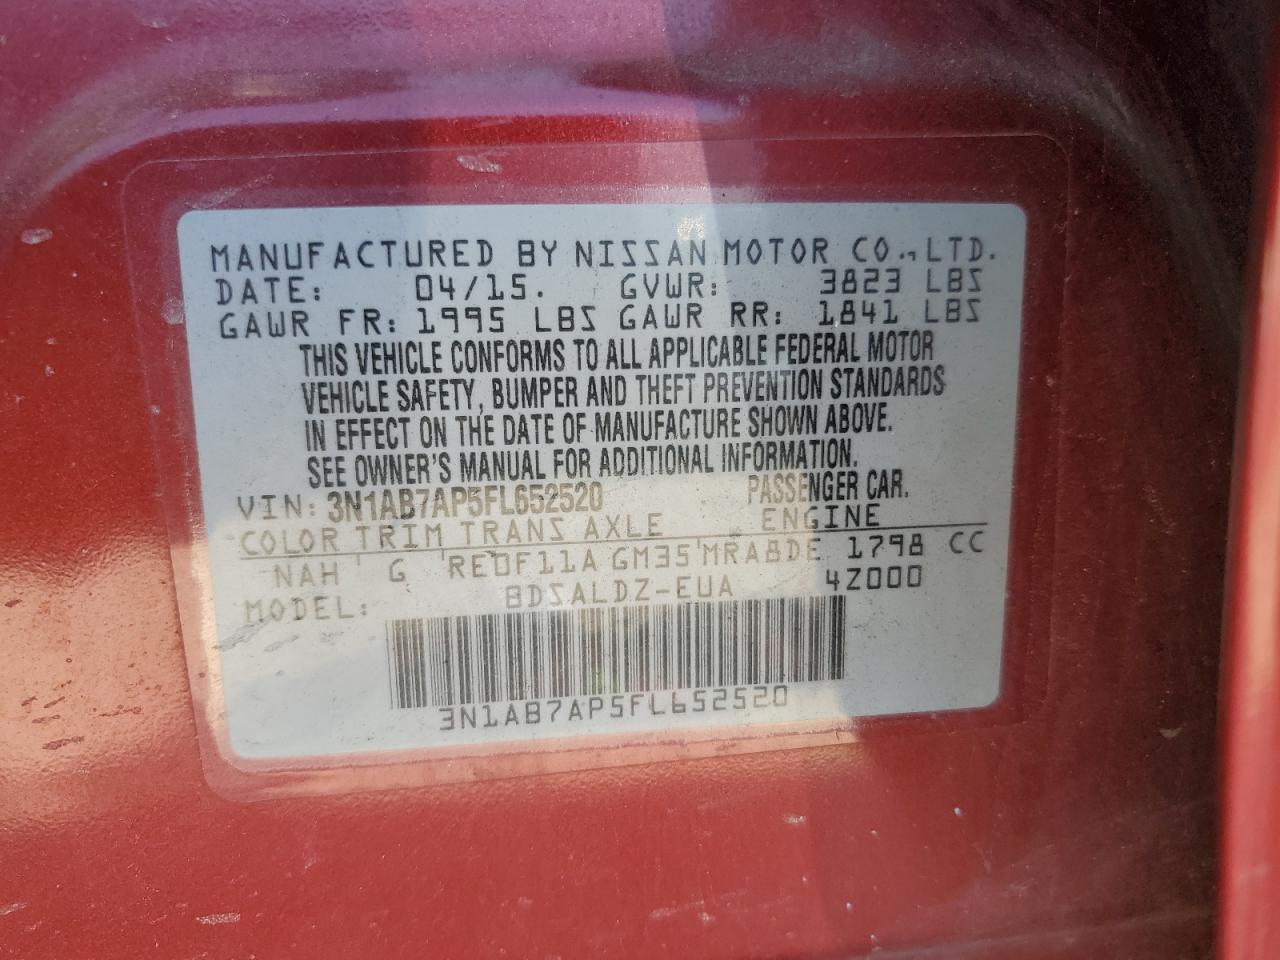 MANUFACTURED BY NISSAN MOTOR CO., LTD.
DATE: 04/15. GVWR: 3823 LBS
GAWR FR: 1995 LBS GAWR RR: 1841 LBS
THIS VEHICLE CONFORMS TO ALL APPLICABLE FEDERAL MOTOR
VEHICLE SAFETY, BUMPER AND THEFT PREVENTION STANDARDS
IN EFFECT ON THE DATE OF MANUFACTURE SHOWN ABOVE.
SEE OWNER'S MANUAL FOR ADDITIONAL INFORMATION.
VIN: 3N1AB7AP5FL652520 PASSENGER CAR.
COLOR TRIM TRANS AXLE ENGINE
NAH G RE0F11A GM35 MRA8DE 1798 CC
MODEL: BDSALDZ-EUA 4Z000
3N1AB7AP5FL652520